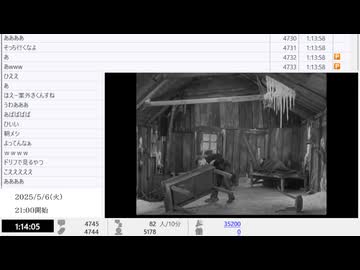 ああああ 4730 1:13:58
そっち行くなよ 4731 1:13:58
あ 4732 1:13:58 P
あwww 4733 1:13:58 P
ひええ
あ
はえー案外きくんすね
うわあああ
あばばばば
ひいい
朝メシ
よってんなぁ
ｗｗｗｗ
ドリフで見るやつ
こえええええ
ああああ
2025/5/6(火)
21:00開始
1:14:05
4745 82 人/10分 35200
4744 5178 0